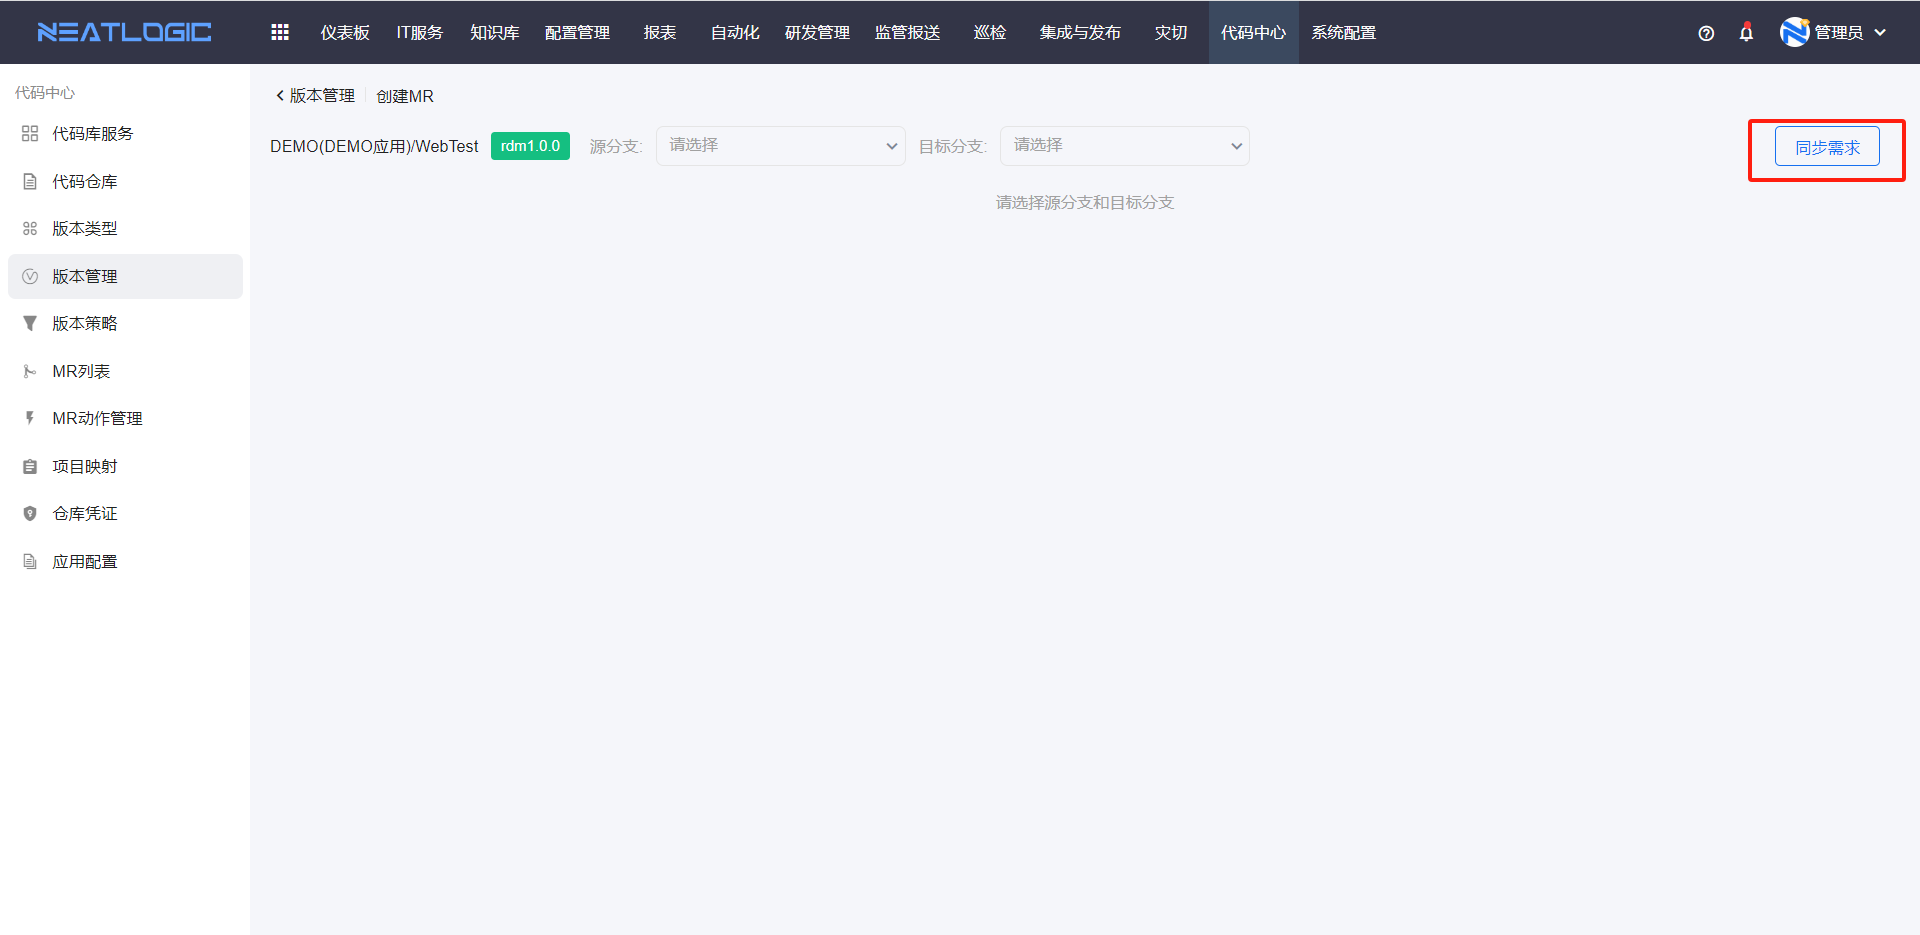 NEATLOGIC 仪表板 IT服务 知识库 配置管理 报表 自动化 研发管理 监管报送 巡检 集成与发布 灾切 代码中心 系统配置 管理员
代码中心
代码库服务
代码仓库
版本类型
版本管理
版本策略
MR列表
MR动作管理
项目映射
仓库凭证
应用配置
版本管理 创建MR
DEMO(DEMO应用)/WebTest rdm1.0.0 源分支: 请选择 目标分支: 请选择 同步需求
请选择源分支和目标分支